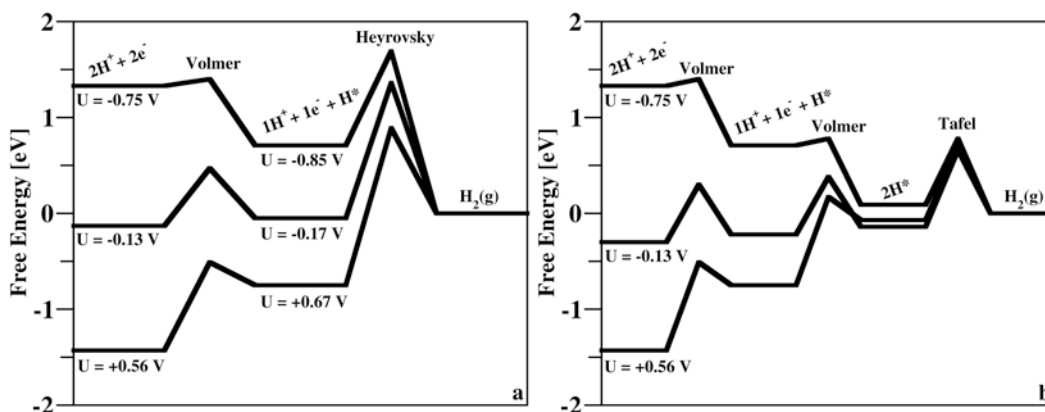 2
1
0
-1
-2
Free Energy [eV]
2H⁺ + 2e⁻
Volmer
Heyrovsky
U = -0.75 V
1H⁺ + 1e⁻ + H*
U = -0.85 V
H₂(g)
U = -0.13 V
U = -0.17 V
U = +0.67 V
U = +0.56 V
a
2
1
0
-1
-2
Free Energy [eV]
2H⁺ + 2e⁻
Volmer
U = -0.75 V
1H⁺ + 1e⁻ + H*
Volmer
Tafel
2H*
H₂(g)
U = -0.13 V
U = +0.56 V
b